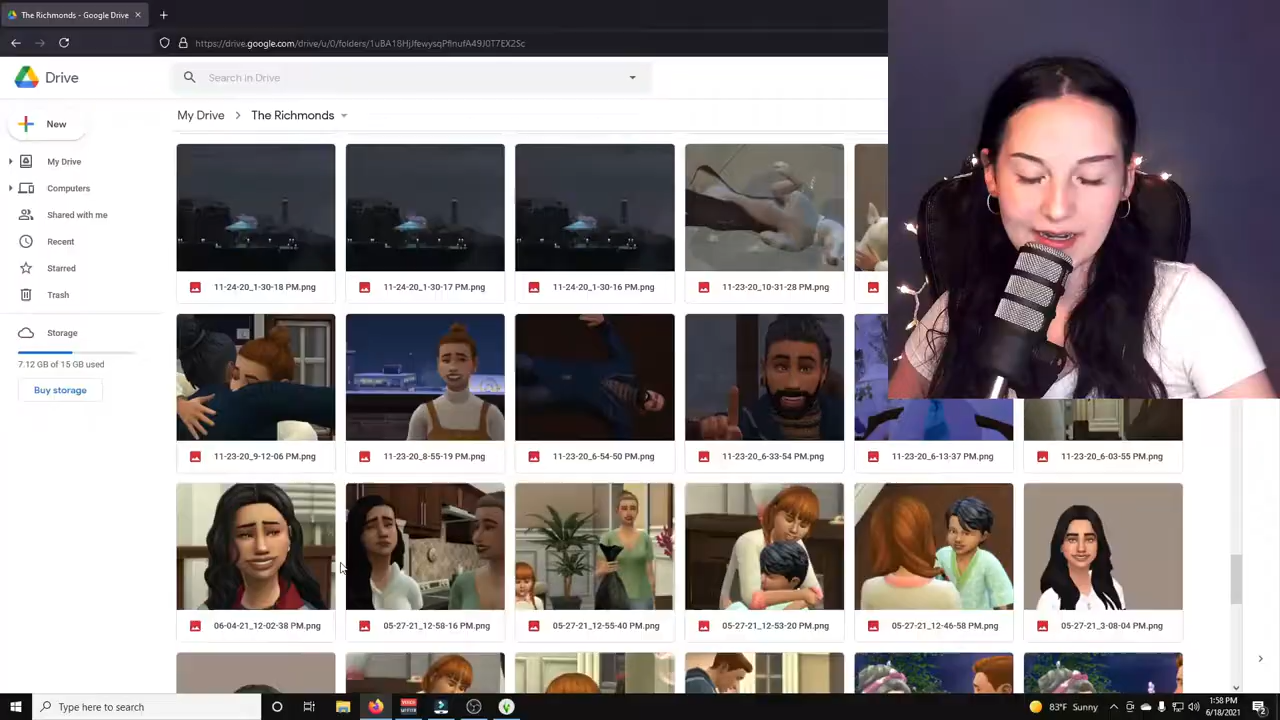 The Richmonds - Google Drive
https://drive.google.com/drive/u/0/folders/
Drive
Search in Drive
New
My Drive
Computers
Shared with me
Recent
Starred
Trash
Storage
7.12 GB of 15 GB used
Buy storage
My Drive > The Richmonds
11-24-20_1-30-18 PM.png
11-24-20_1-30-17 PM.png
11-24-20_1-30-16 PM.png
11-23-20_10-31-28 PM.png
11-23-20_9-12-06 PM.png
11-23-20_8-55-19 PM.png
11-23-20_6-54-50 PM.png
11-23-20_6-33-54 PM.png
11-23-20_6-13-37 PM.png
11-23-20_6-03-55 PM.png
06-04-21_12-02-38 PM.png
05-27-21_12-58-16 PM.png
05-27-21_12-55-40 PM.png
05-27-21_12-53-20 PM.png
05-27-21_12-46-58 PM.png
05-27-21_3-08-04 PM.png
Type here to search
83°F Sunny
1:58 PM
6/18/2021